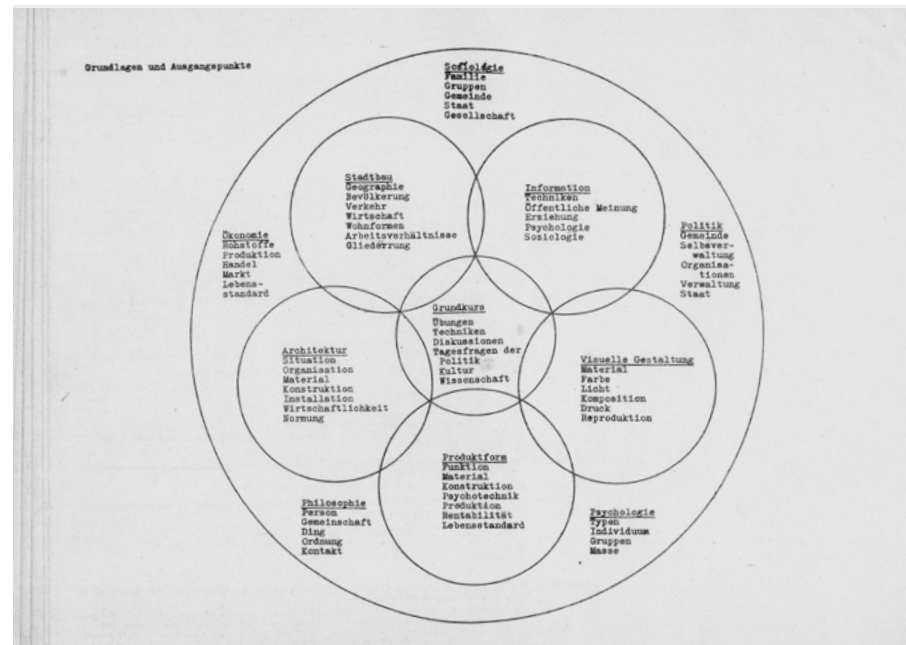 Grundlagen und Ausgangspunkte
Soziologie
Familie
Gruppen
Gemeinde
Staat
Gesellschaft
Stadtbau
Geographie
Bevölkerung
Verkehr
Wirtschaft
Wohnformen
Arbeitsverhältnisse
Gliederrung
Information
Techniken
Öffentliche Meinung
Erziehung
Psychologie
Soziologie
Ökonomie
Rohstoffe
Produktion
Handel
Markt
Lebens-
standard
Politik
Gemeinde
Selbsver-
waltung
Organisa-
tionen
Verwaltung
Staat
Grundkurs
Übungen
Techniken
Diskussionen
Tagesfragen der
Politik
Kultur
Wissenschaft
Architektur
Situation
Organisation
Material
Konstruktion
Installation
Wirtschaftlichkeit
Normung
Visuelle Gestaltung
Material
Farbe
Licht
Komposition
Druck
Reproduktion
Produktform
Funktion
Material
Konstruktion
Psychotechnik
Produktion
Rentabilität
Lebensstandard
Philosophie
Person
Gemeinschaft
Ding
Ordnung
Kontakt
Psychologie
Typen
Individuum
Gruppen
Masse